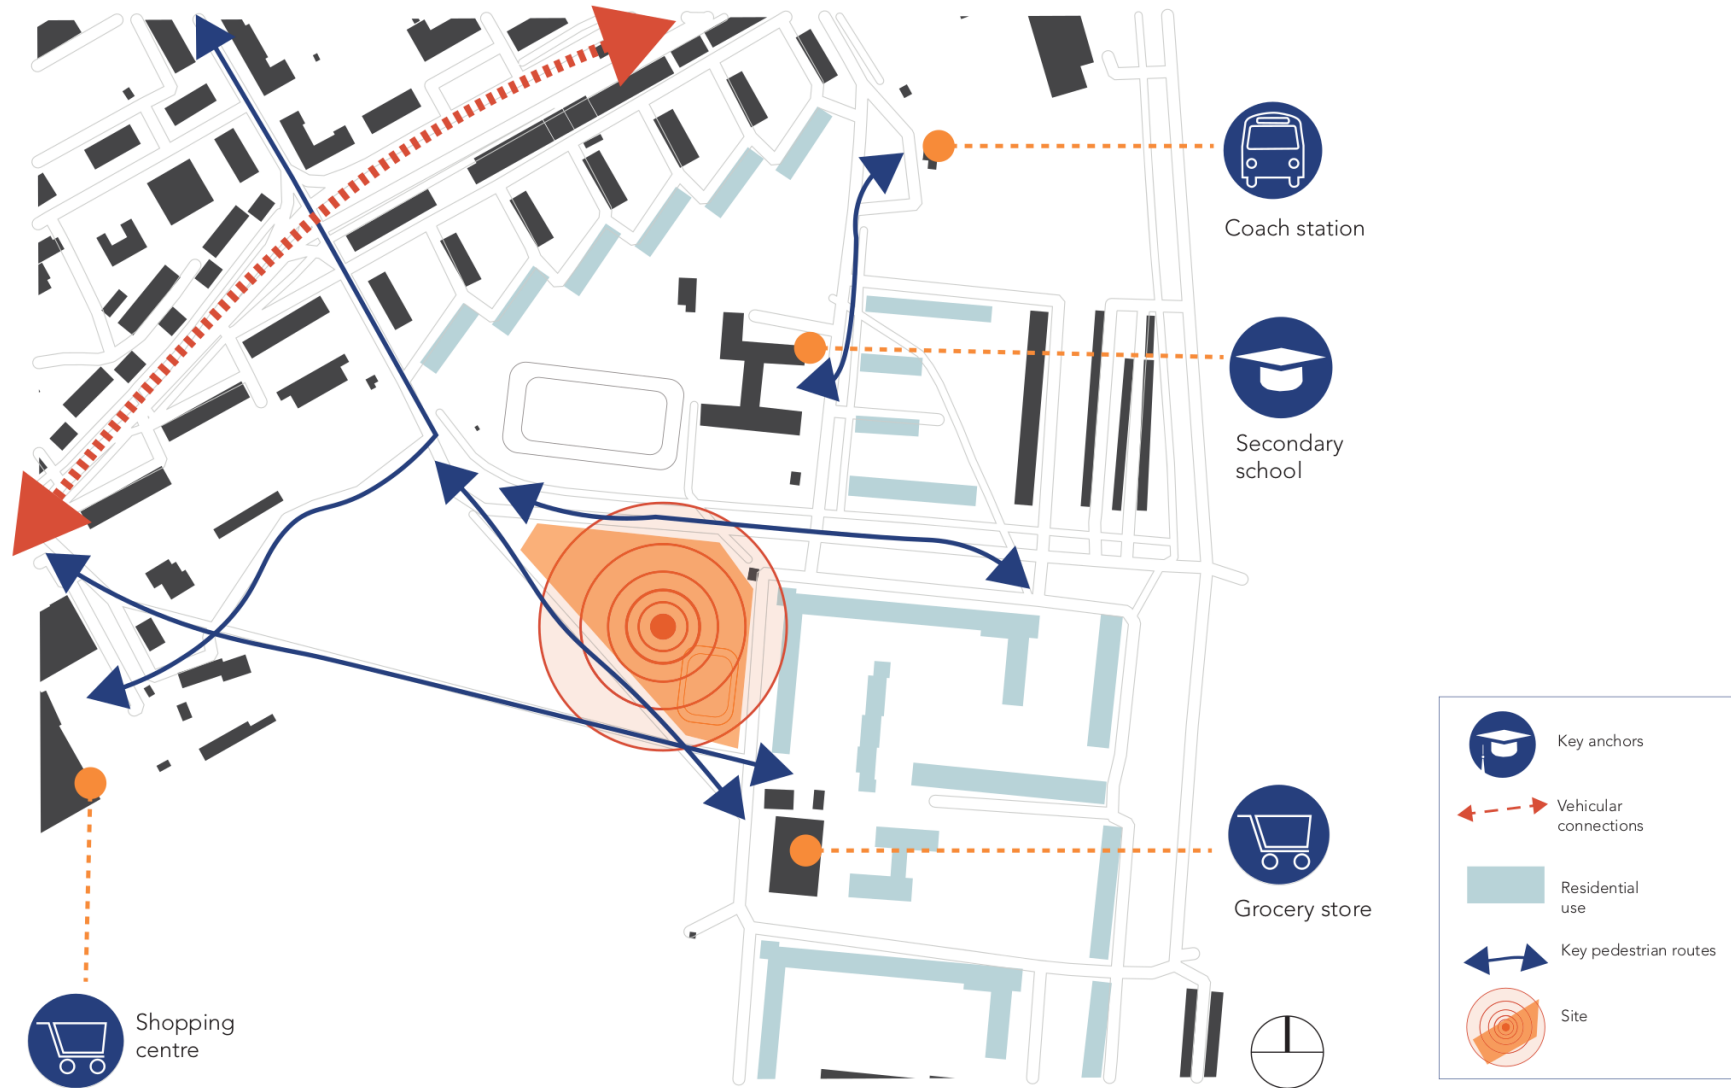 Coach station
Secondary
school
Grocery store
Shopping
centre
Key anchors
Vehicular
connections
Residential
use
Key pedestrian routes
Site